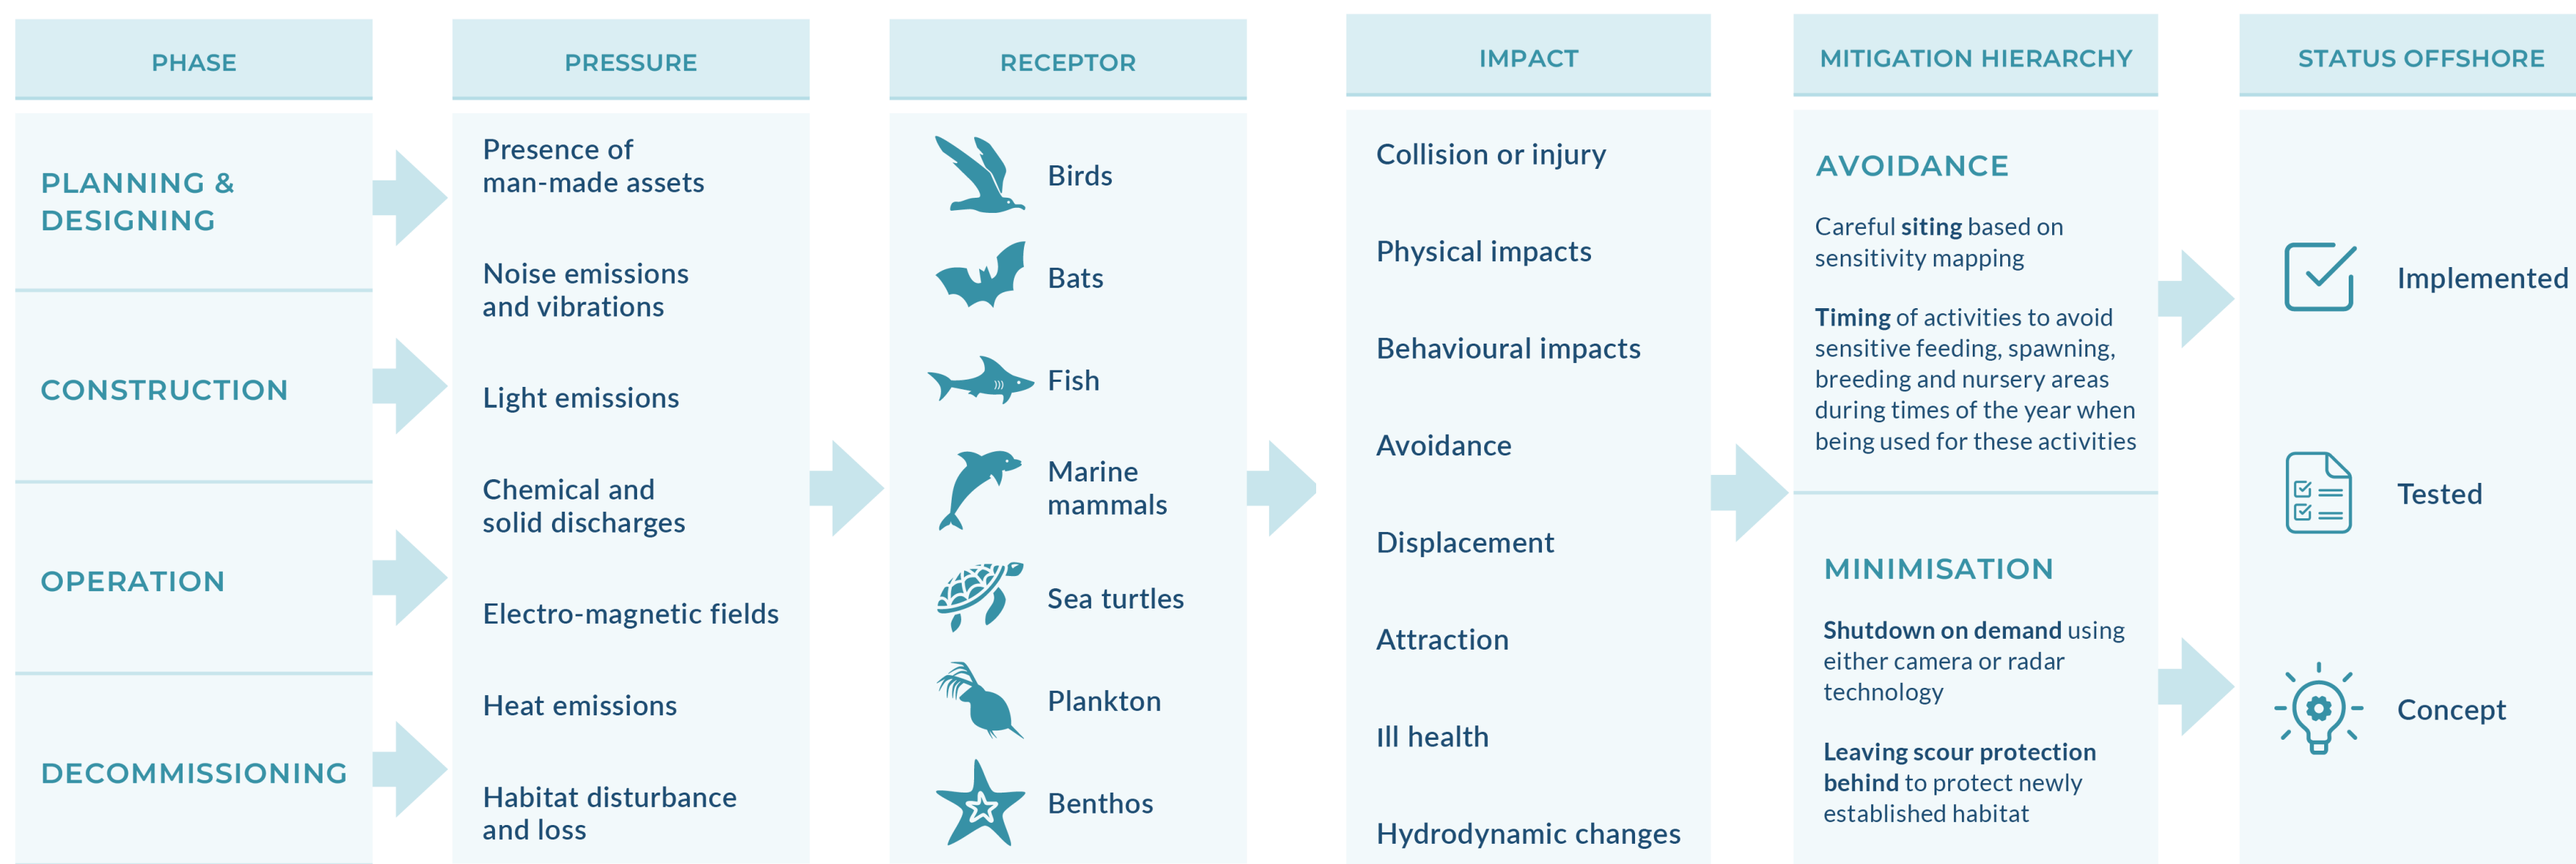 PHASE
PLANNING &
DESIGNING
CONSTRUCTION
OPERATION
DECOMMISSIONING
PRESSURE
Presence of
man-made assets
Noise emissions
and vibrations
Light emissions
Chemical and
solid discharges
Electro-magnetic fields
Heat emissions
Habitat disturbance
and loss
RECEPTOR
Birds
Bats
Fish
Marine
mammals
Sea turtles
Plankton
Benthos
IMPACT
Collision or injury
Physical impacts
Behavioural impacts
Avoidance
Displacement
Attraction
Ill health
Hydrodynamic changes
MITIGATION HIERARCHY
AVOIDANCE
Careful siting based on
sensitivity mapping
Timing of activities to avoid
sensitive feeding, spawning,
breeding and nursery areas
during times of the year when
being used for these activities
MINIMISATION
Shutdown on demand using
either camera or radar
technology
Leaving scour protection
behind to protect newly
established habitat
STATUS OFFSHORE
Implemented
Tested
Concept